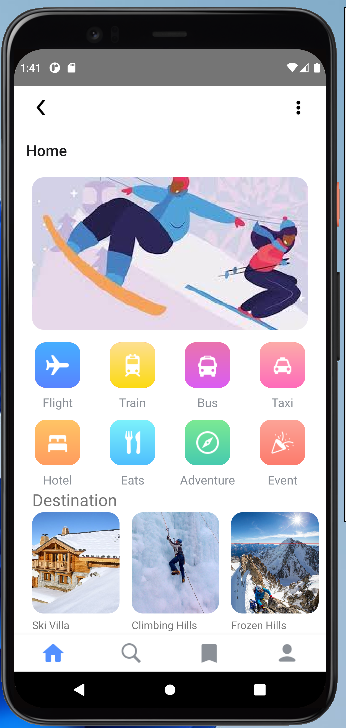 1:41
Home
Flight Train Bus Taxi
Hotel Eats Adventure Event
Destination
Ski Villa Climbing Hills Frozen Hills